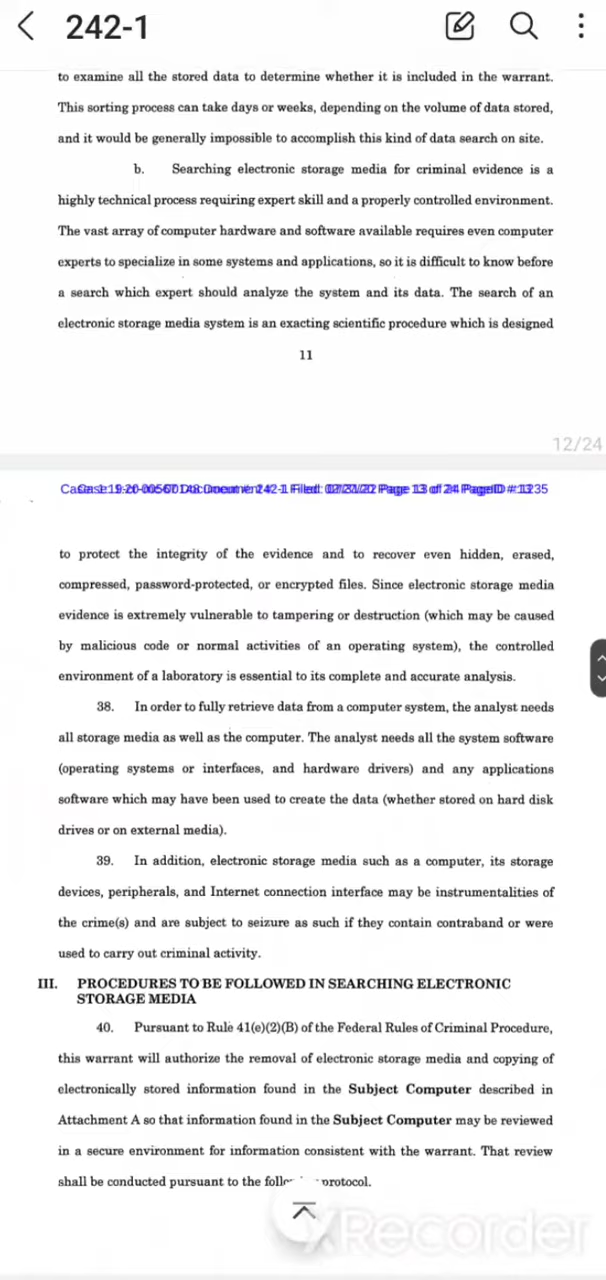 242-1
to examine all the stored data to determine whether it is included in the warrant.
This sorting process can take days or weeks, depending on the volume of data stored,
and it would be generally impossible to accomplish this kind of data search on site.
b. Searching electronic storage media for criminal evidence is a
highly technical process requiring expert skill and a properly controlled environment.
The vast array of computer hardware and software available requires even computer
experts to specialize in some systems and applications, so it is difficult to know before
a search which expert should analyze the system and its data. The search of an
electronic storage media system is an exacting scientific procedure which is designed
11
12/24
Document 242-1 Filed: Page 13 of 24 PageID #:
to protect the integrity of the evidence and to recover even hidden, erased,
compressed, password-protected, or encrypted files. Since electronic storage media
evidence is extremely vulnerable to tampering or destruction (which may be caused
by malicious code or normal activities of an operating system), the controlled
environment of a laboratory is essential to its complete and accurate analysis.
38. In order to fully retrieve data from a computer system, the analyst needs
all storage media as well as the computer. The analyst needs all the system software
(operating systems or interfaces, and hardware drivers) and any applications
software which may have been used to create the data (whether stored on hard disk
drives or on external media).
39. In addition, electronic storage media such as a computer, its storage
devices, peripherals, and Internet connection interface may be instrumentalities of
the crime(s) and are subject to seizure as such if they contain contraband or were
used to carry out criminal activity.
III. PROCEDURES TO BE FOLLOWED IN SEARCHING ELECTRONIC
STORAGE MEDIA
40. Pursuant to Rule 41(e)(2)(B) of the Federal Rules of Criminal Procedure,
this warrant will authorize the removal of electronic storage media and copying of
electronically stored information found in the Subject Computer described in
Attachment A so that information found in the Subject Computer may be reviewed
in a secure environment for information consistent with the warrant. That review
shall be conducted pursuant to the protocol.
XRecorder